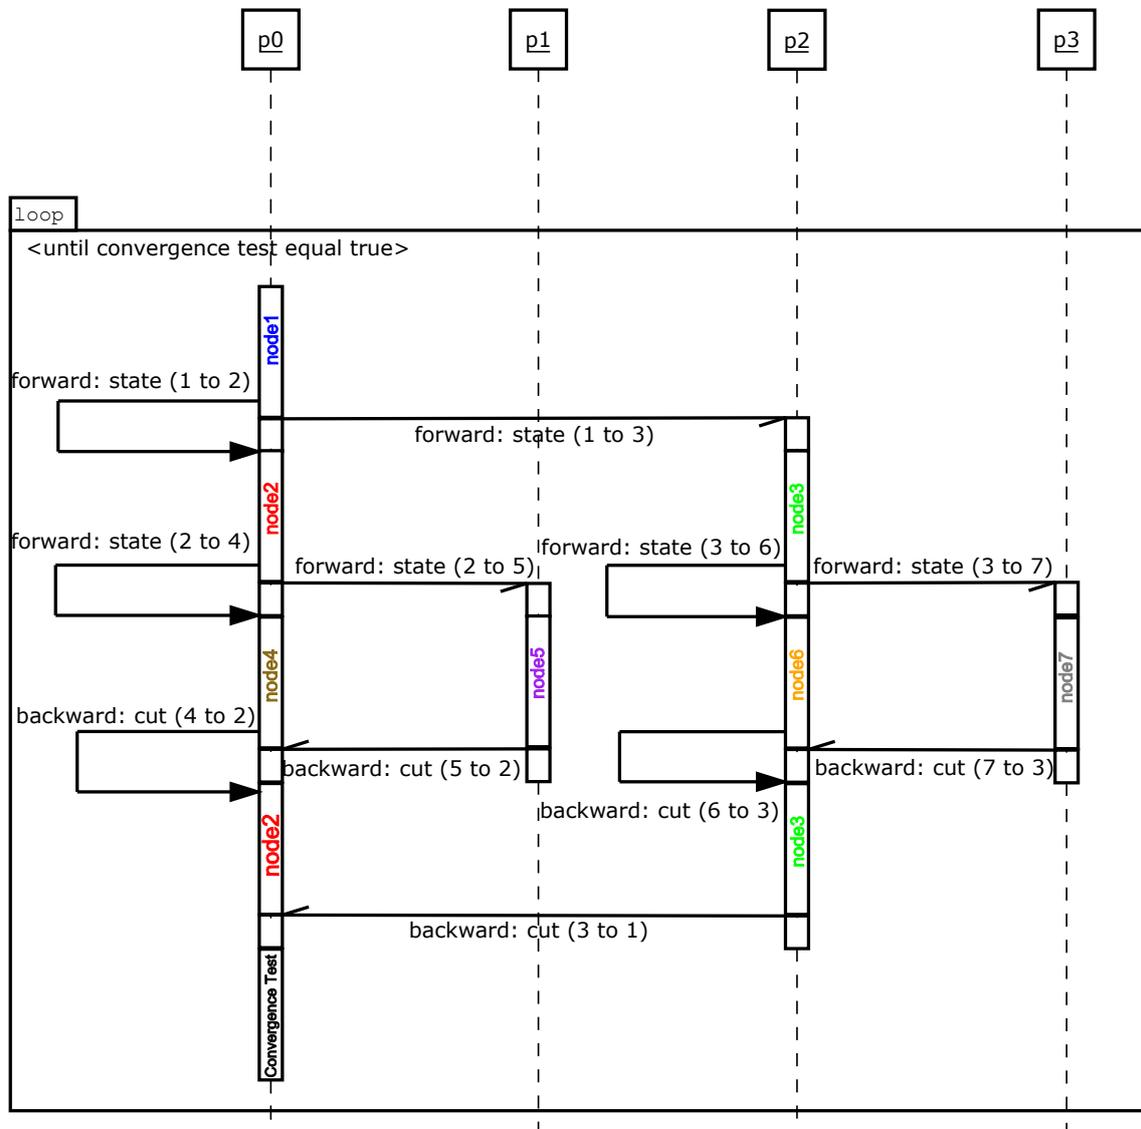 p0
p1
p2
p3
loop
<until convergence test equal true>
node1
forward: state (1 to 2)
forward: state (1 to 3)
node2
node3
forward: state (2 to 4)
forward: state (3 to 6)
forward: state (2 to 5)
forward: state (3 to 7)
node4
node5
node6
node7
backward: cut (4 to 2)
backward: cut (5 to 2)
backward: cut (7 to 3)
backward: cut (6 to 3)
node2
node3
backward: cut (3 to 1)
Convergence Test